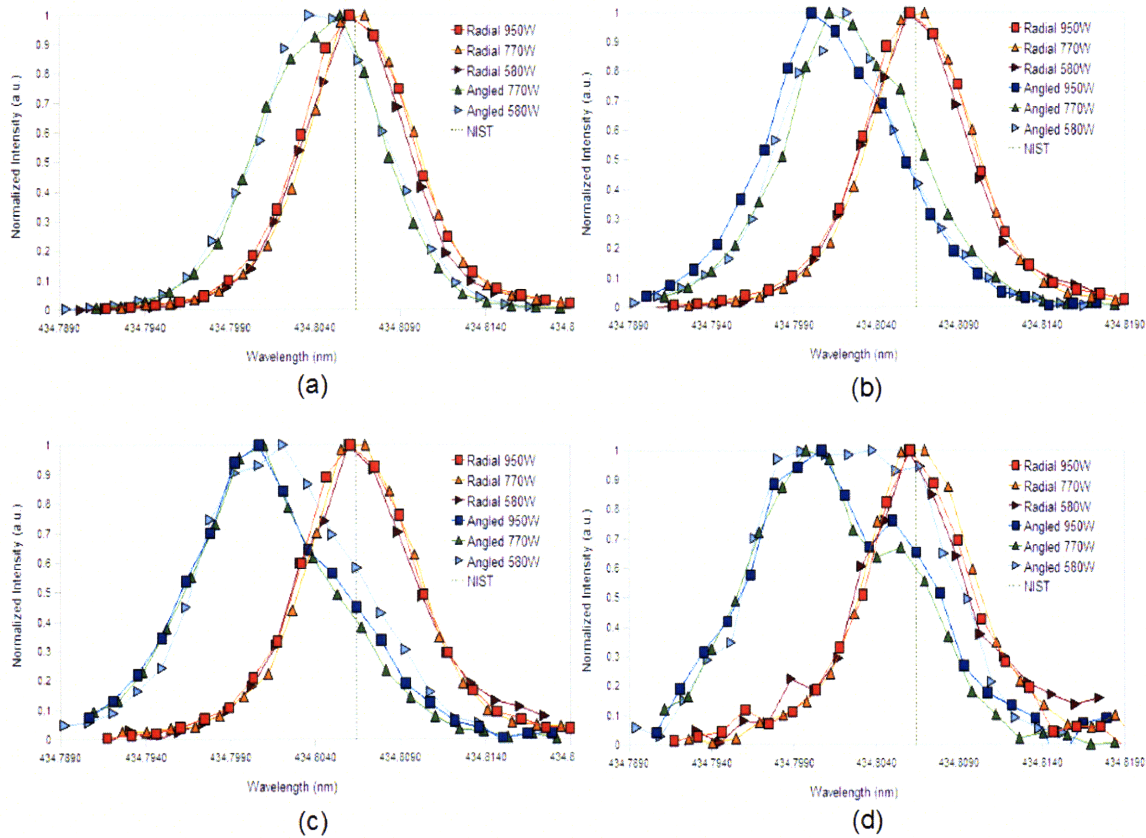 Normalized Intensity (a.u.)
1
0.9
0.8
0.7
0.6
0.5
0.4
0.3
0.2
0.1
0
Radial 950W
Radial 770W
Radial 580W
Angled 770W
Angled 580W
NIST
434.7890 434.7940 434.7990 434.8040 434.8090 434.8140 434.8
Wavelength (nm)
(a)
Normalized Intensity (a.u.)
1
0.9
0.8
0.7
0.6
0.5
0.4
0.3
0.2
0.1
0
Radial 950W
Radial 770W
Radial 580W
Angled 950W
Angled 770W
Angled 580W
NIST
434.7890 434.7940 434.7990 434.8040 434.8090 434.8140 434.8190
Wavelength (nm)
(b)
Normalized Intensity (a.u.)
1
0.9
0.8
0.7
0.6
0.5
0.4
0.3
0.2
0.1
0
Radial 950W
Radial 770W
Radial 580W
Angled 950W
Angled 770W
Angled 580W
NIST
434.7890 434.7940 434.7990 434.8040 434.8090 434.8140 434.8
Wavelength (nm)
(c)
Normalized Intensity (a.u.)
1
0.9
0.8
0.7
0.6
0.5
0.4
0.3
0.2
0.1
0
Radial 950W
Radial 770W
Radial 580W
Angled 950W
Angled 770W
Angled 580W
NIST
434.7890 434.7940 434.7990 434.8040 434.8090 434.8140 434.8190
Wavelength (nm)
(d)